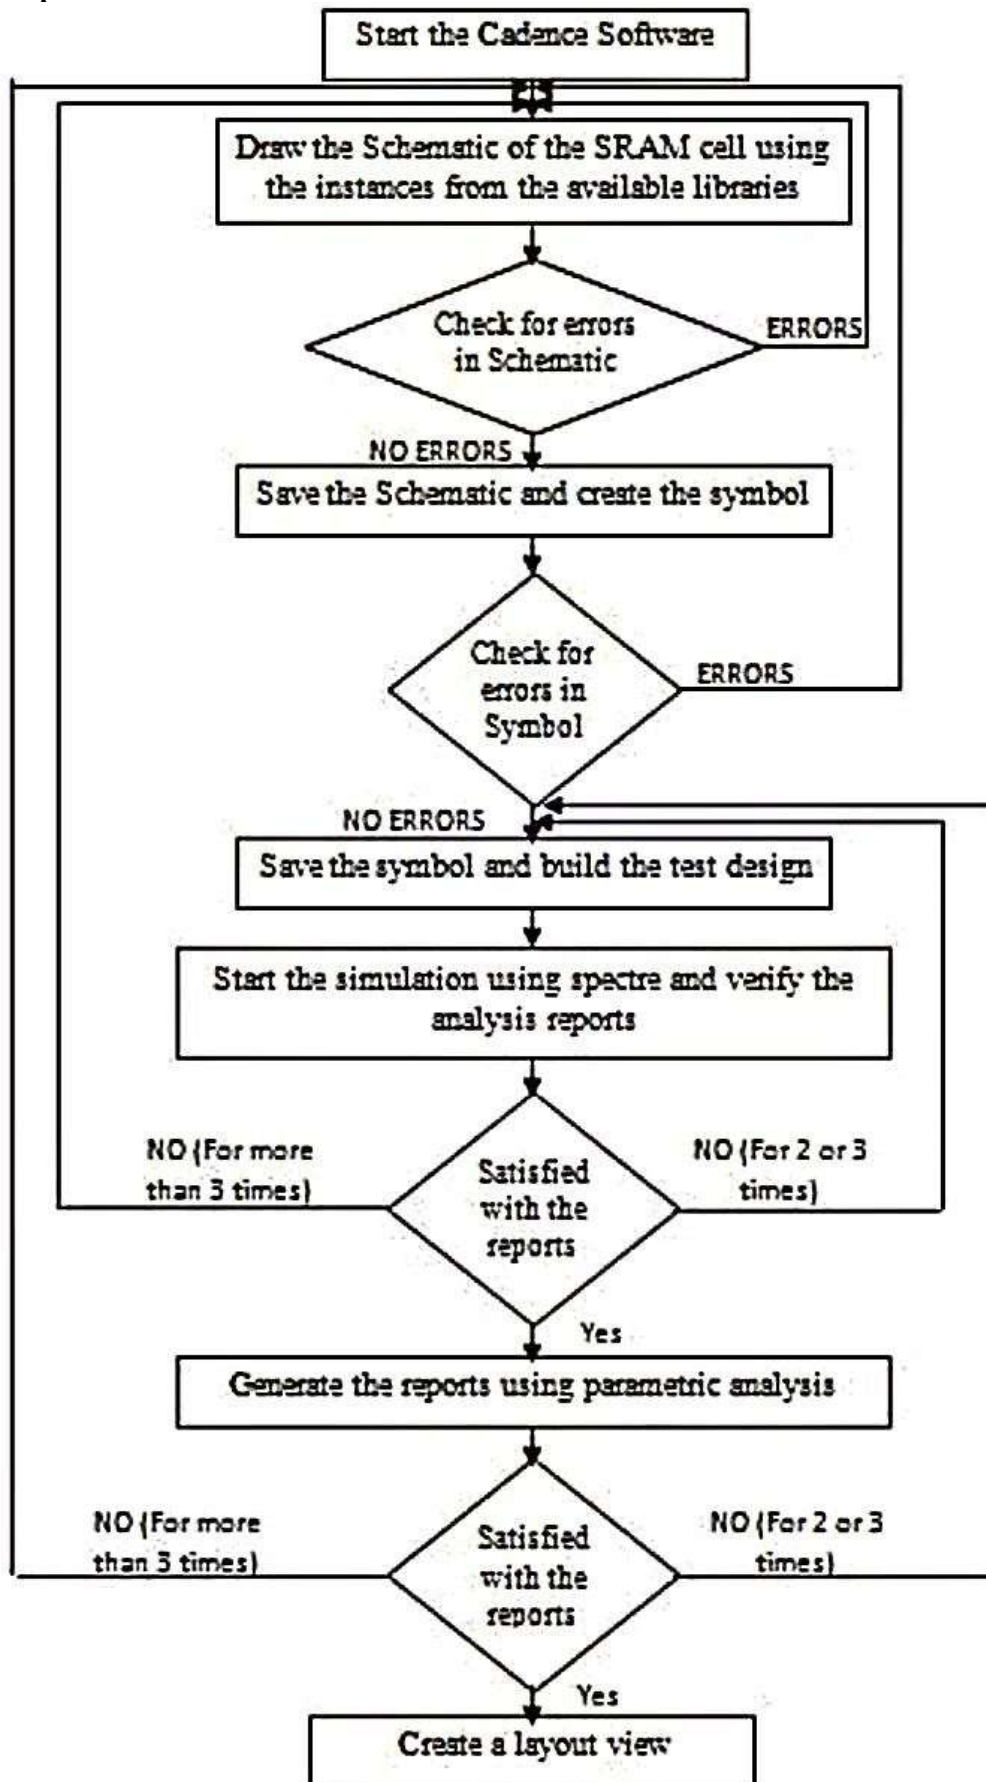 Start the Cadence Software
Draw the Schematic of the SRAM cell using
the instances from the available libraries
Check for errors
in Schematic
ERRORS
NO ERRORS
Save the Schematic and create the symbol
Check for
errors in
Symbol
ERRORS
NO ERRORS
Save the symbol and build the test design
Start the simulation using spectre and verify the
analysis reports
NO (For more
than 3 times)
Satisfied
with the
reports
NO (For 2 or 3
times)
Yes
Generate the reports using parametric analysis
NO (For more
than 3 times)
Satisfied
with the
reports
NO (For 2 or 3
times)
Yes
Create a layout view